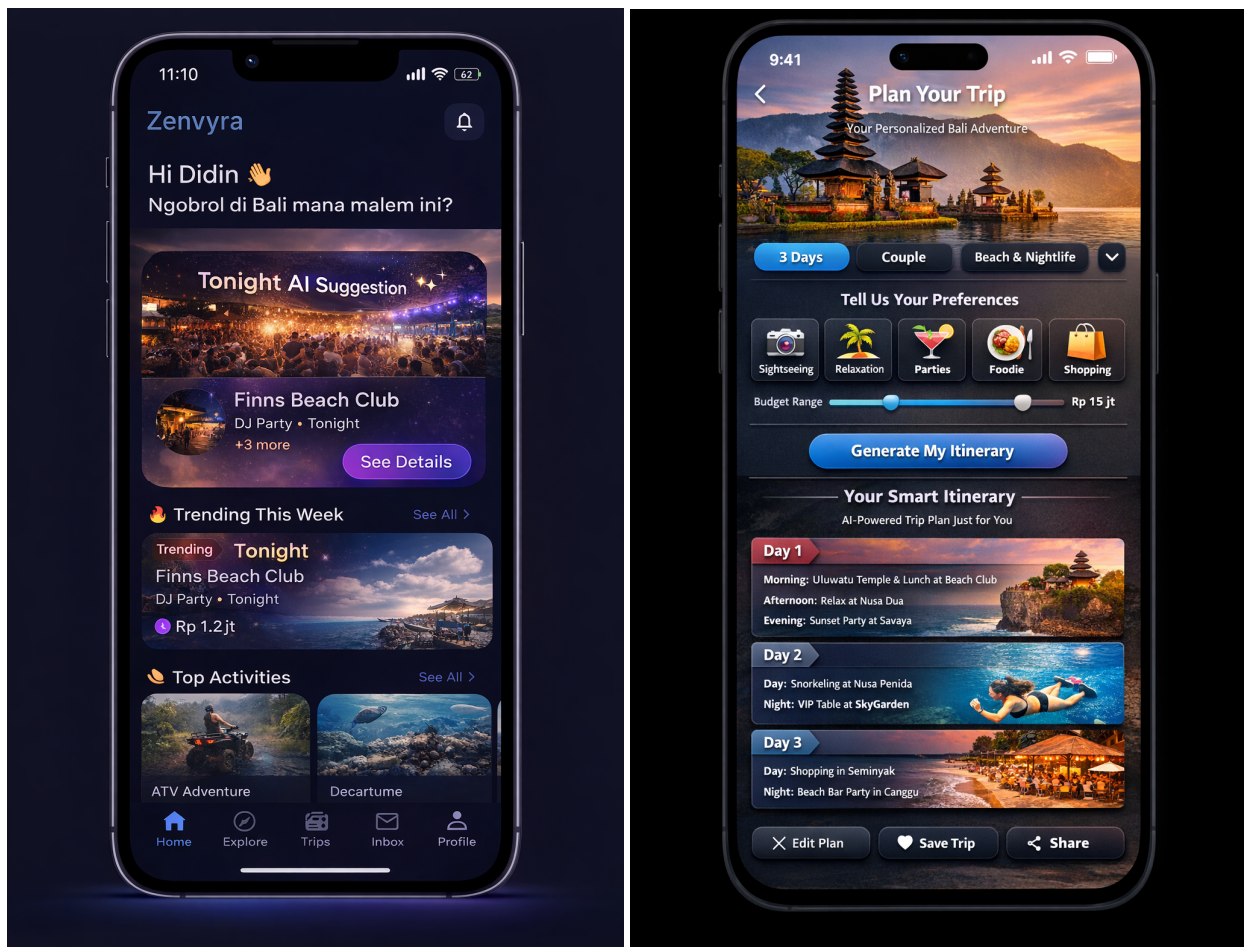 11:10
62
Zenvyra
Hi Didin 👋
Ngobrol di Bali mana malem ini?
Tonight AI Suggestion
Finns Beach Club
DJ Party • Tonight
+3 more
See Details
🔥 Trending This Week
See All >
Trending
Tonight
Finns Beach Club
DJ Party • Tonight
Rp 1.2 jt
Top Activities
See All >
ATV Adventure
Decartume
Home
Explore
Trips
Inbox
Profile
9:41
Plan Your Trip
Your Personalized Bali Adventure
3 Days
Couple
Beach & Nightlife
Tell Us Your Preferences
Sightseeing
Relaxation
Parties
Foodie
Shopping
Budget Range
Rp 15 jt
Generate My Itinerary
Your Smart Itinerary
AI-Powered Trip Plan Just for You
Day 1
Morning: Uluwatu Temple & Lunch at Beach Club
Afternoon: Relax at Nusa Dua
Evening: Sunset Party at Savaya
Day 2
Day: Snorkeling at Nusa Penida
Night: VIP Table at SkyGarden
Day 3
Day: Shopping in Seminyak
Night: Beach Bar Party in Canggu
Edit Plan
Save Trip
Share